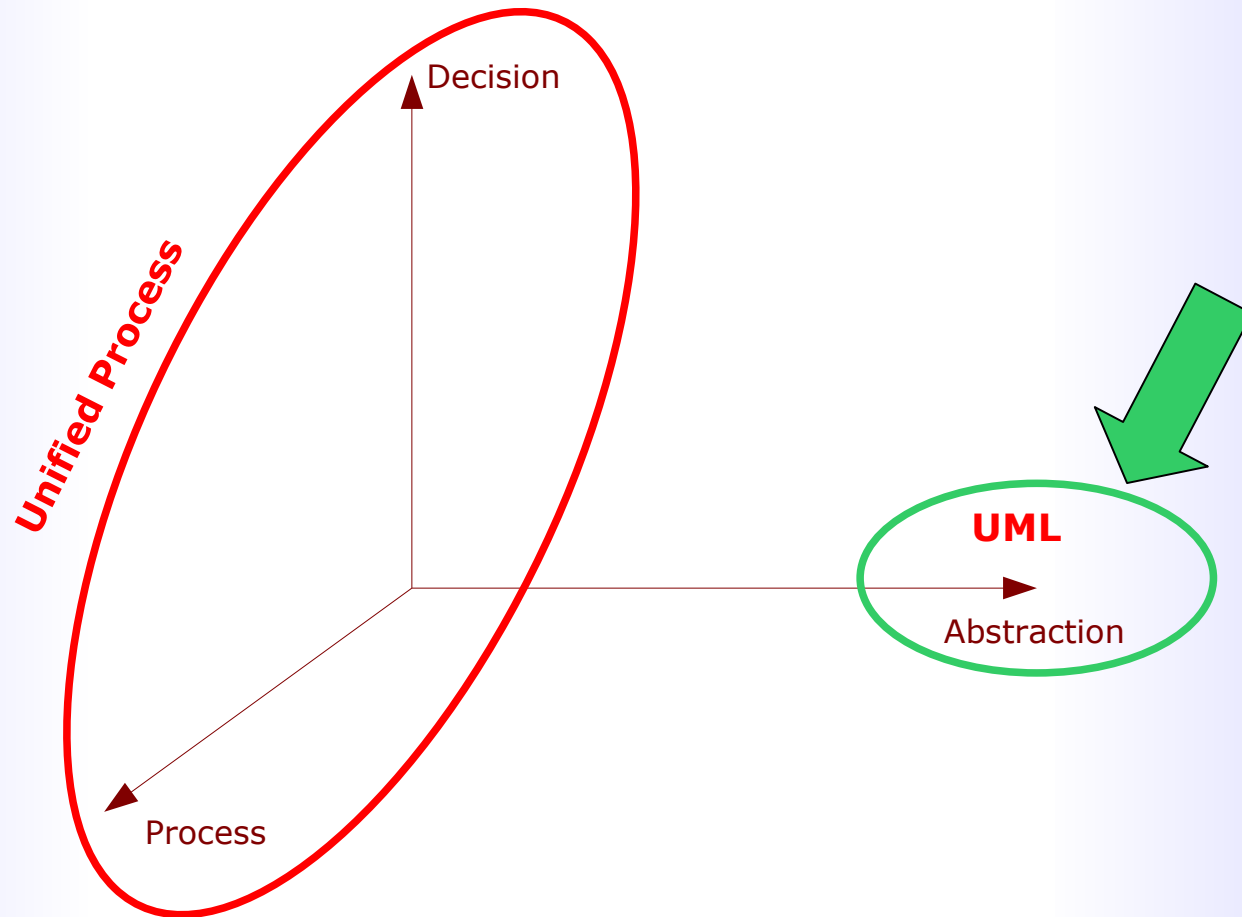 Decision
Unified Process
UML
Abstraction
Process